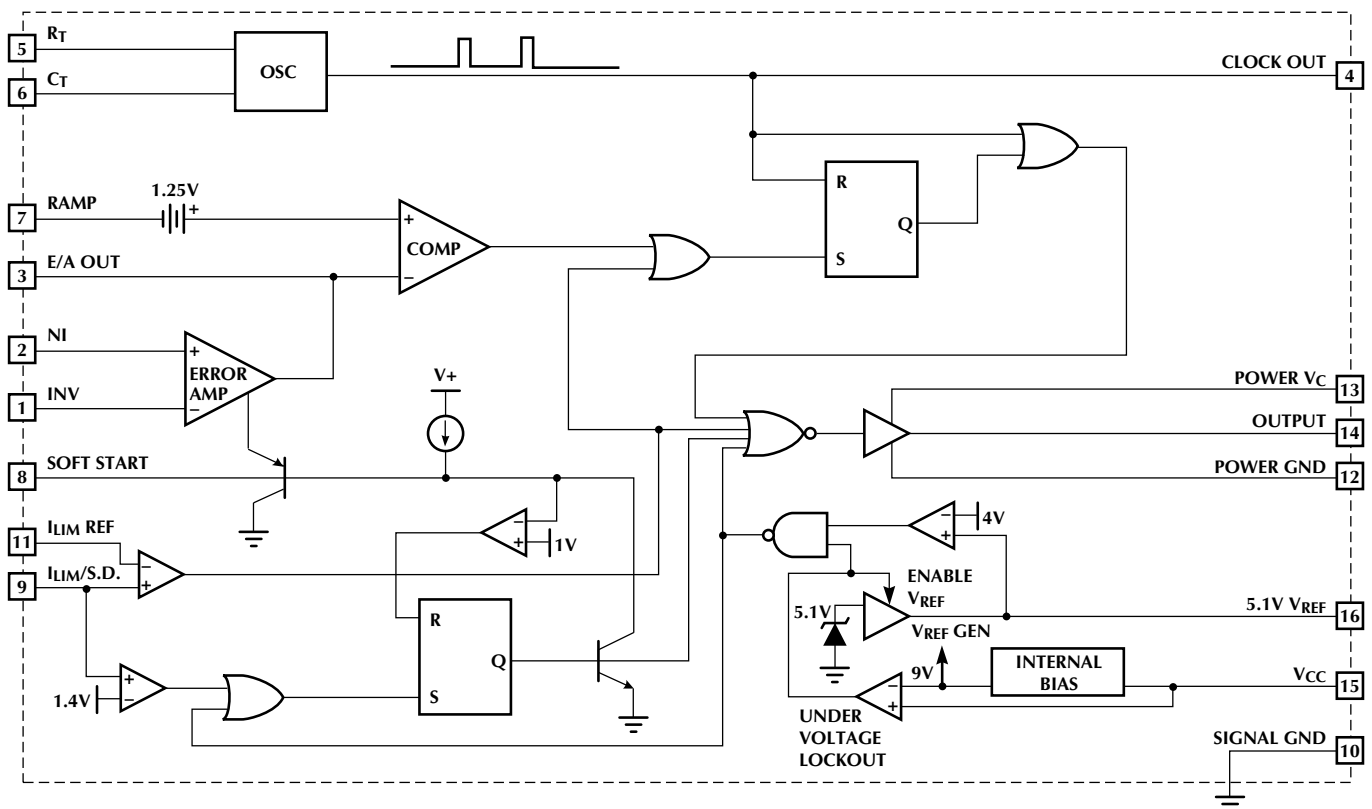 5 RT
OSC
CLOCK OUT 4
6 CT
7 RAMP
1.25V
+
+
COMP
−
R
Q
S
3 E/A OUT
2 NI
+
ERROR
AMP
−
1 INV
V+
POWER VC 13
OUTPUT 14
POWER GND 12
8 SOFT START
−
+
1V
−
+
4V
11 ILIM REF
−
+
9 ILIM/S.D.
ENABLE
VREF
5.1V
5.1V VREF 16
VREF GEN
R
Q
S
+
−
1.4V
9V
INTERNAL
BIAS
VCC 15
−
+
UNDER
VOLTAGE
LOCKOUT
SIGNAL GND 10